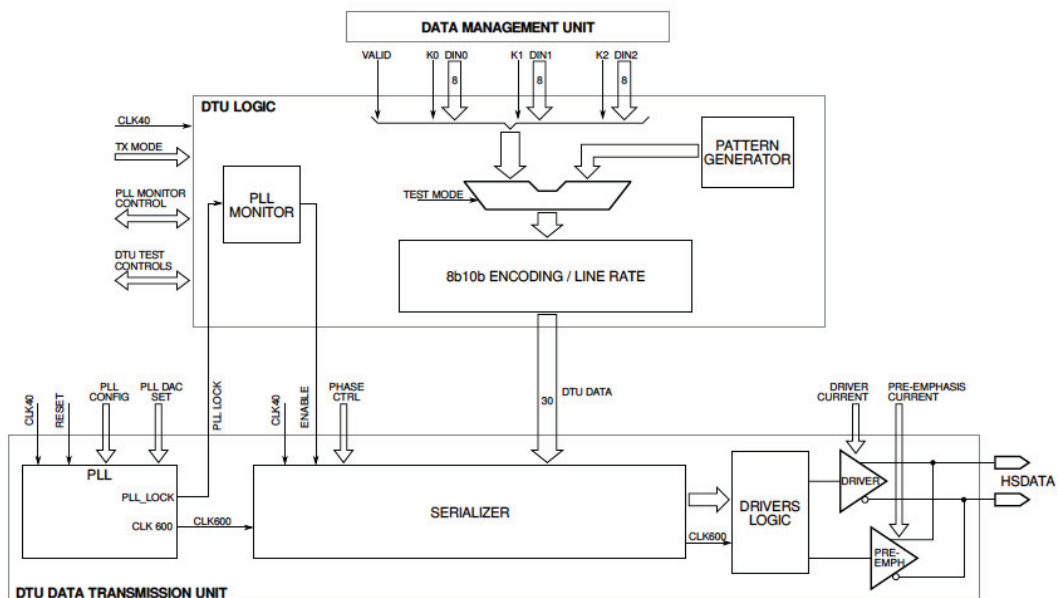 DATA MANAGEMENT UNIT
VALID
K0 DIN0
K1 DIN1
K2 DIN2
8
8
8
DTU LOGIC
CLK40
TX MODE
PLL MONITOR
CONTROL
DTU TEST
CONTROLS
PLL
MONITOR
PATTERN
GENERATOR
TEST MODE
8b10b ENCODING / LINE RATE
CLK40
RESET
PLL
CONFIG
PLL DAC
SET
PLL LOCK
CLK40
ENABLE
PHASE
CTRL
30
DTU DATA
DRIVER
CURRENT
PRE-EMPHASIS
CURRENT
PLL
PLL_LOCK
CLK 600
CLK600
SERIALIZER
CLK600
DRIVERS
LOGIC
DRIVER
PRE-
EMPH
HSDATA
DTU DATA TRANSMISSION UNIT